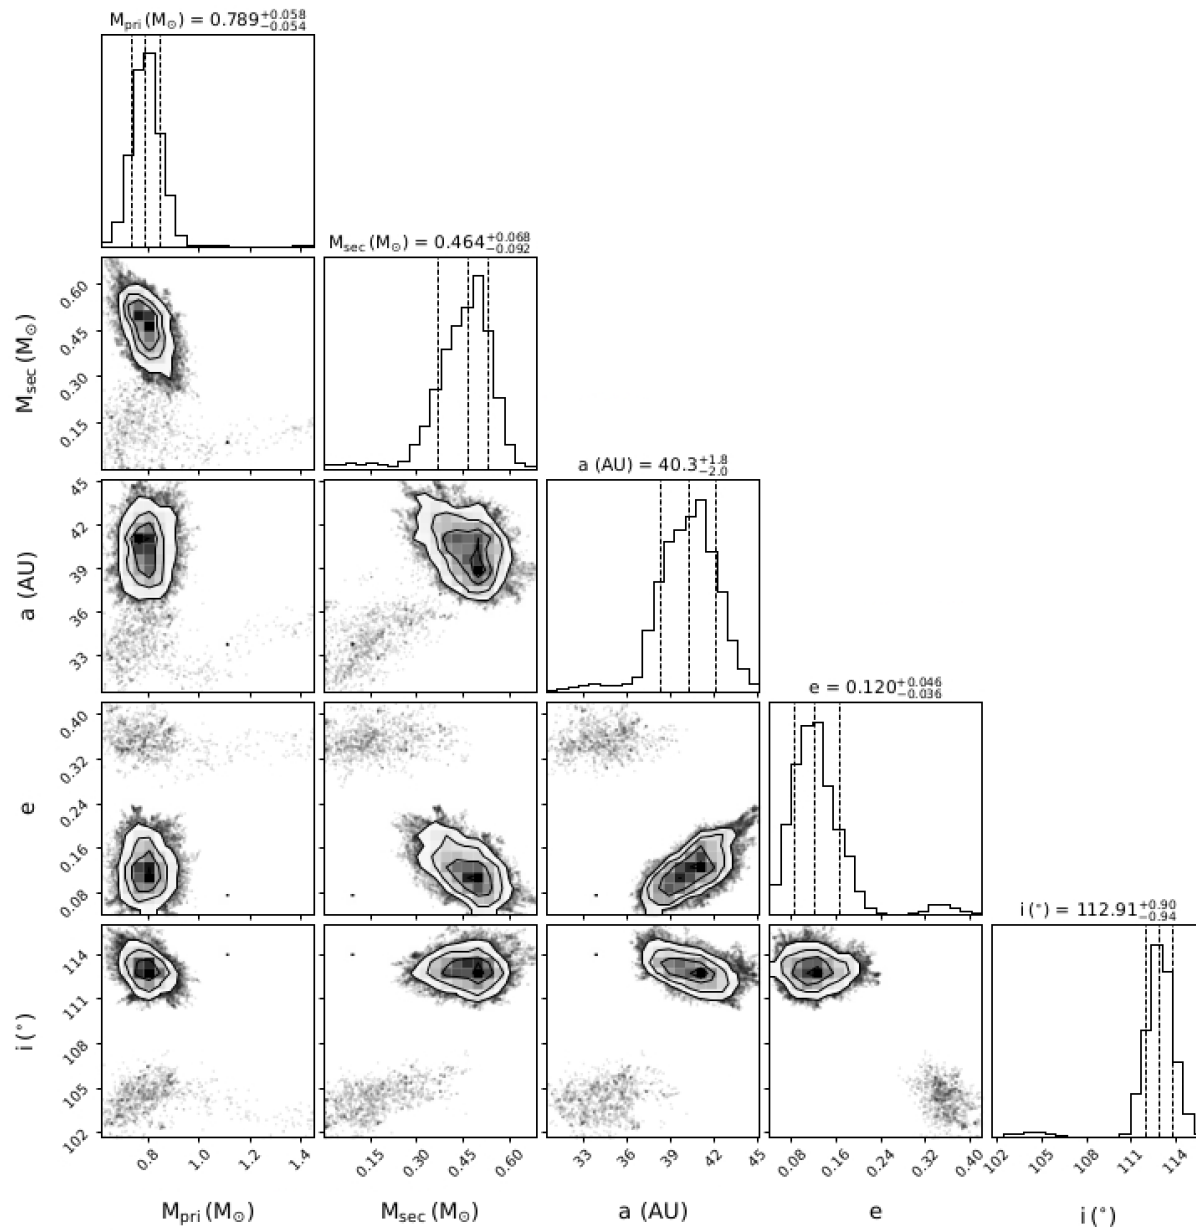 M_pri (M_⊙) = 0.789^{+0.058}_{−0.054}
M_sec (M_⊙) = 0.464^{+0.068}_{−0.092}
M_sec (M_⊙)
0.60
0.45
0.30
0.15
a (AU) = 40.3^{+1.8}_{−2.0}
a (AU)
45
42
39
36
33
e = 0.120^{+0.046}_{−0.036}
e
0.40
0.32
0.24
0.16
0.08
i (°) = 112.91^{+0.90}_{−0.94}
i (°)
114
111
108
105
102
0.8 1.0 1.2 1.4 0.15 0.30 0.45 0.60 33 36 39 42 45 0.08 0.16 0.24 0.32 0.40 102 105 108 111 114
M_pri (M_⊙) M_sec (M_⊙) a (AU) e i (°)